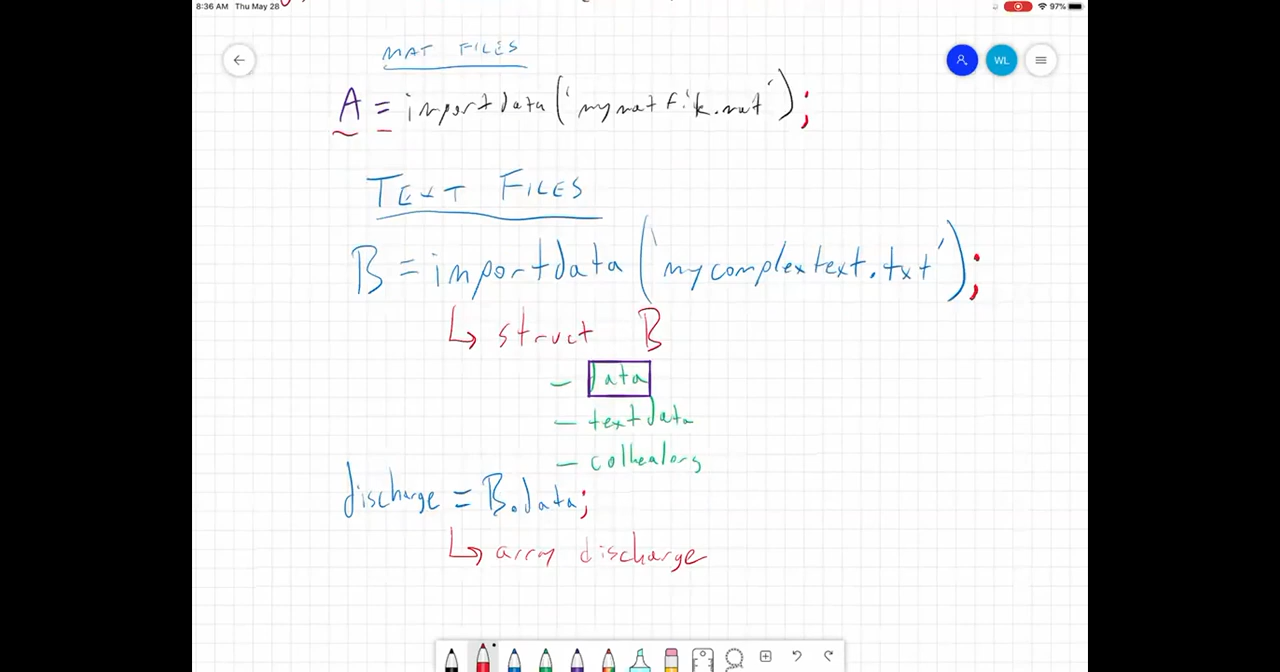 8:36 AM Thu May 28
97%
WL
MAT FILES
A = importdata('mymatfile.mat');
TEXT FILES
B = importdata('mycomplextext.txt');
↳ struct B
- data
- textdata
- colheaders
discharge = B.data;
↳ array discharge